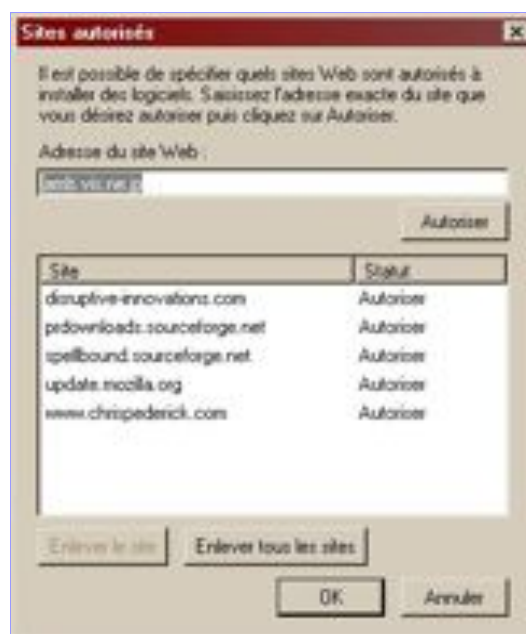 Sites autorisés
Il est possible de spécifier quels sites Web sont autorisés à
installer des logiciels. Saisissez l'adresse exacte du site que
vous désirez autoriser puis cliquez sur Autoriser.
Adresse du site Web :
Autoriser
Site Statut
disruptive-innovations.com Autoriser
prdownloads.sourceforge.net Autoriser
spellbound.sourceforge.net Autoriser
update.mozilla.org Autoriser
www.chrispederick.com Autoriser
Enlever le site Enlever tous les sites
OK Annuler